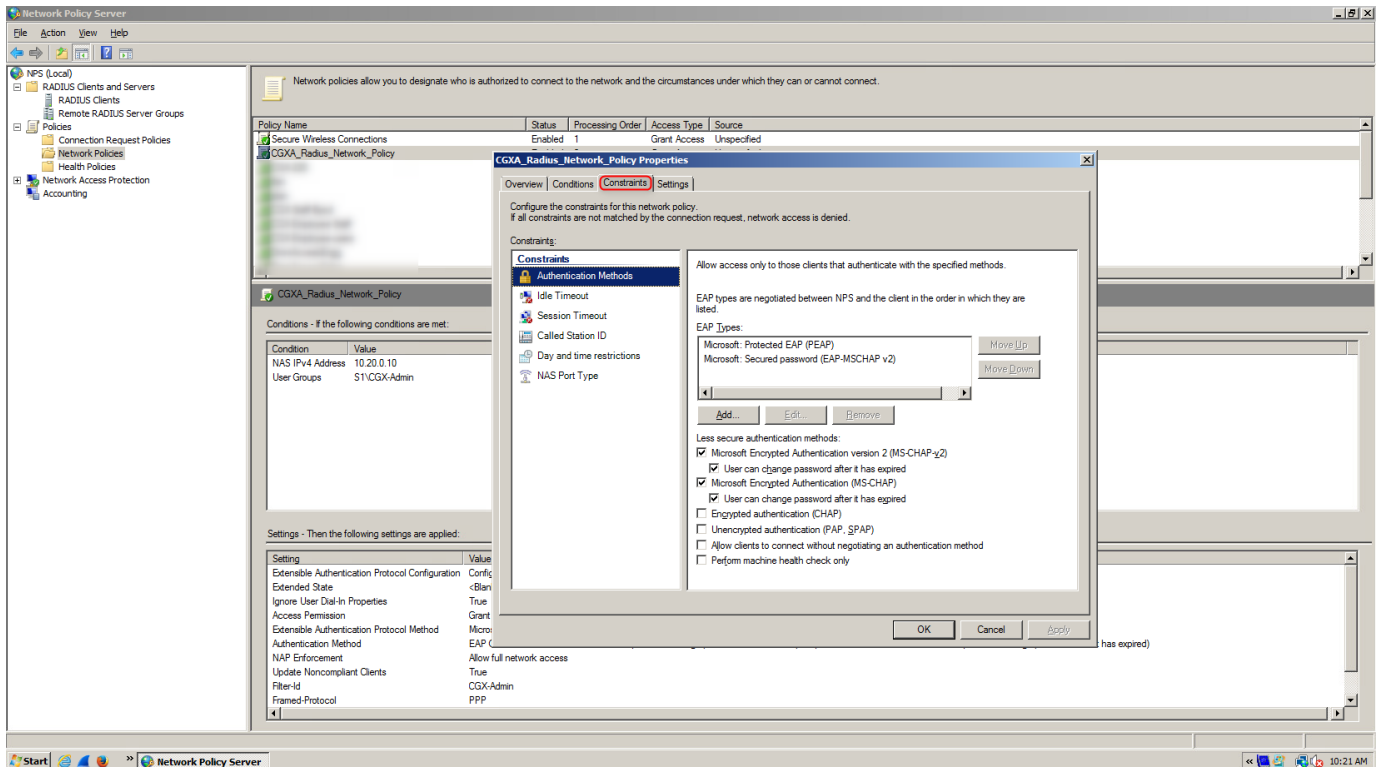 Network Policy Server
File Action View Help
NPS (Local)
RADIUS Clients and Servers
RADIUS Clients
Remote RADIUS Server Groups
Policies
Connection Request Policies
Network Policies
Health Policies
Network Access Protection
Accounting
Network policies allow you to designate who is authorized to connect to the network and the circumstances under which they can or cannot connect.
Policy Name Status Processing Order Access Type Source
Secure Wireless Connections Enabled 1 Grant Access Unspecified
CGXA_Radius_Network_Policy
CGXA_Radius_Network_Policy Properties
Overview Conditions Constraints Settings
Configure the constraints for this network policy.
If all constraints are not matched by the connection request, network access is denied.
Constraints:
Constraints
Authentication Methods
Idle Timeout
Session Timeout
Called Station ID
Day and time restrictions
NAS Port Type
Allow access only to those clients that authenticate with the specified methods.
EAP types are negotiated between NPS and the client in the order in which they are
listed.
EAP Types:
Microsoft: Protected EAP (PEAP)
Microsoft: Secured password (EAP-MSCHAP v2)
Move Up
Move Down
Add... Edit... Remove
Less secure authentication methods:
Microsoft Encrypted Authentication version 2 (MS-CHAP-v2)
User can change password after it has expired
Microsoft Encrypted Authentication (MS-CHAP)
User can change password after it has expired
Encrypted authentication (CHAP)
Unencrypted authentication (PAP, SPAP)
Allow clients to connect without negotiating an authentication method
Perform machine health check only
OK Cancel Apply
CGXA_Radius_Network_Policy
Conditions - If the following conditions are met:
Condition Value
NAS IPv4 Address 10.20.0.10
User Groups S1\CGX-Admin
Settings - Then the following settings are applied:
Setting Value
Extensible Authentication Protocol Configuration Config
Extended State <Blan
Ignore User Dial-In Properties True
Access Permission Grant
Extensible Authentication Protocol Method Micros
Authentication Method EAP has expired)
NAP Enforcement Allow full network access
Update Noncompliant Clients True
Filter-Id CGX-Admin
Framed-Protocol PPP
Start Network Policy Server 10:21 AM